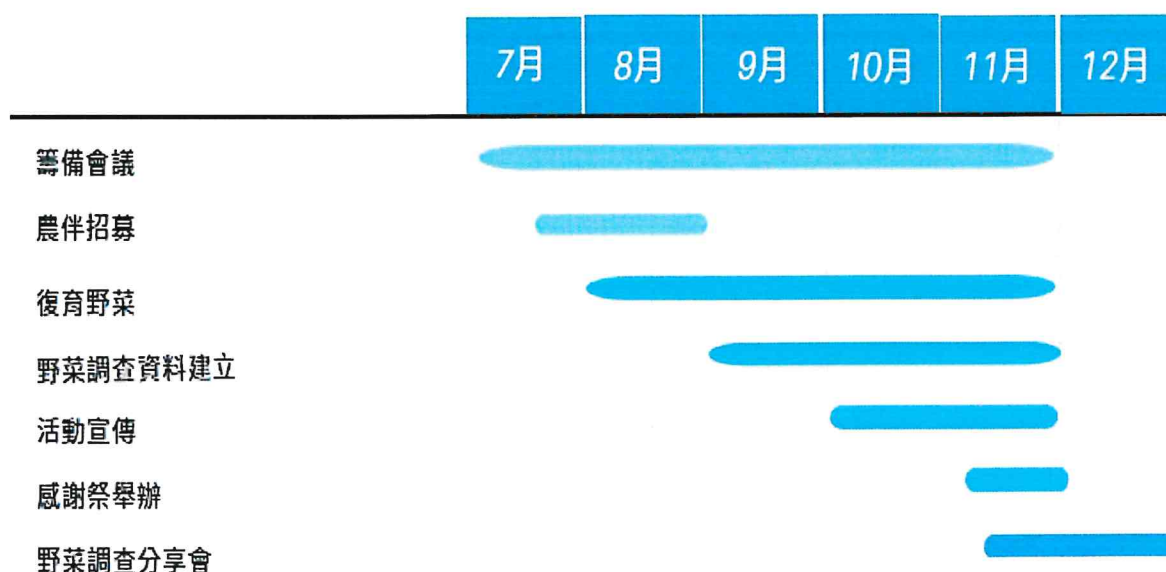 7月 8月 9月 10月 11月 12月
籌備會議
農伴招募
復育野菜
野菜調查資料建立
活動宣傳
感謝祭舉辦
野菜調查分享會